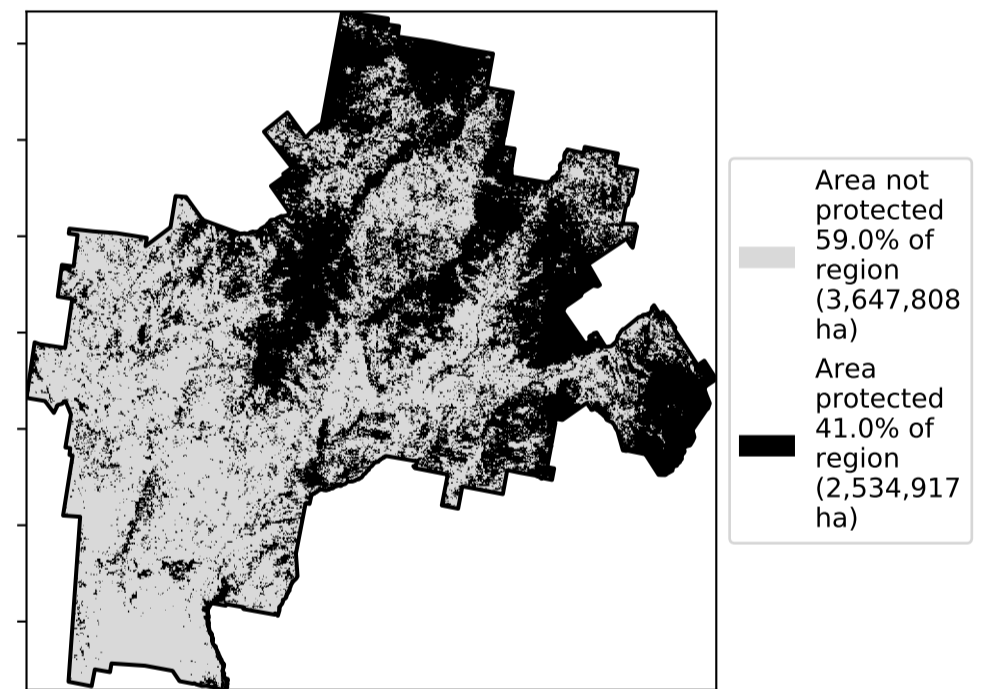 Area not
protected
59.0% of
region
(3,647,808
ha)
Area
protected
41.0% of
region
(2,534,917
ha)